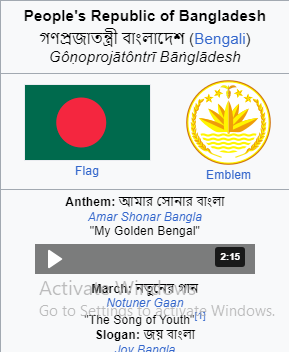 People's Republic of Bangladesh
গণপ্রজাতন্ত্রী বাংলাদেশ (Bengali)
Gôṇoprojātôntrī Bāṅglādesh
Flag
Emblem
Anthem: আমার সোনার বাংলা
Amar Shonar Bangla
"My Golden Bengal"
2:15
March: নতুনের গান
Notuner Gaan
"The Song of Youth"[1]
Slogan: জয় বাংলা
Joy Bangla
Activate Windows
Go to Settings to activate Windows.